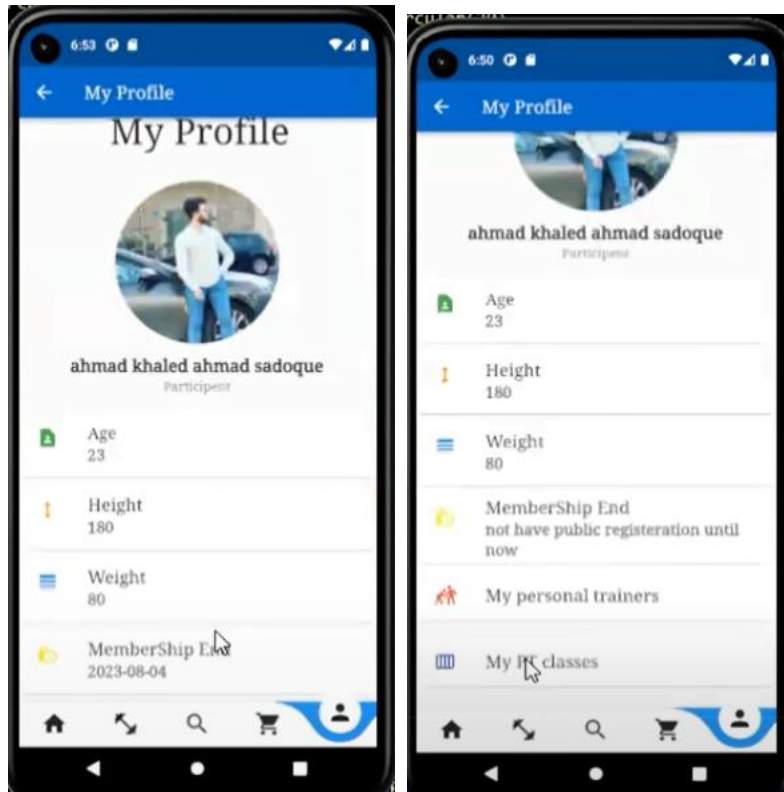 6:53
My Profile
My Profile
ahmad khaled ahmad sadoque
Participent
Age
23
Height
180
Weight
80
MemberShip End
2023-08-04
6:50
My Profile
ahmad khaled ahmad sadoque
Participent
Age
23
Height
180
Weight
80
MemberShip End
not have public registeration until
now
My personal trainers
My PT classes